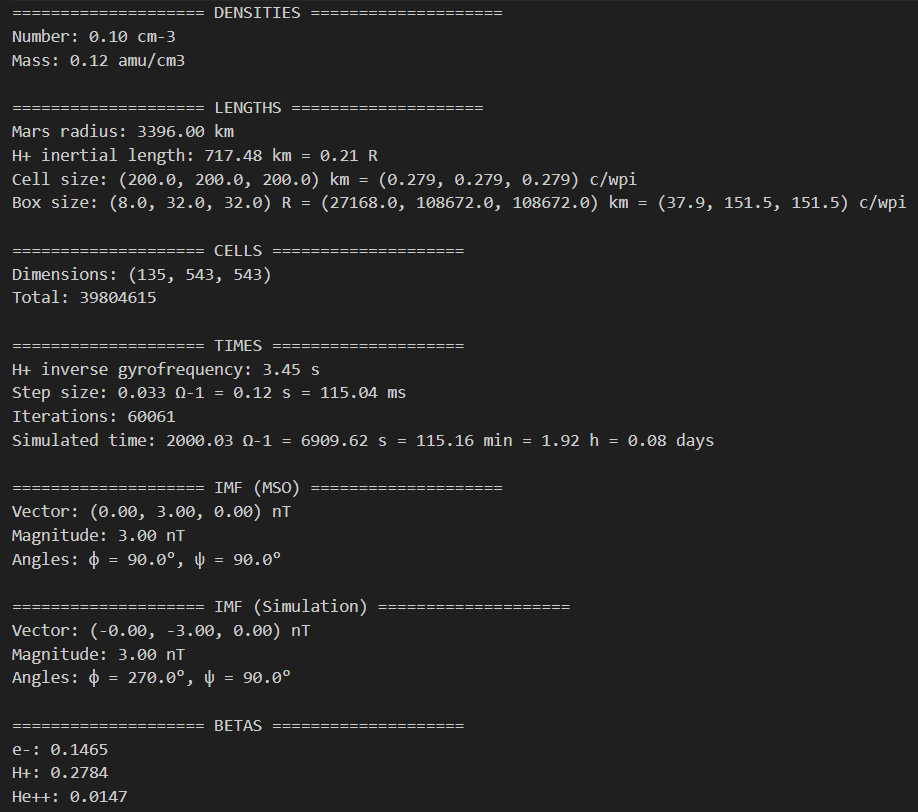 ==================== DENSITIES ====================
Number: 0.10 cm-3
Mass: 0.12 amu/cm3
==================== LENGTHS ====================
Mars radius: 3396.00 km
H+ inertial length: 717.48 km = 0.21 R
Cell size: (200.0, 200.0, 200.0) km = (0.279, 0.279, 0.279) c/wpi
Box size: (8.0, 32.0, 32.0) R = (27168.0, 108672.0, 108672.0) km = (37.9, 151.5, 151.5) c/wpi
==================== CELLS ====================
Dimensions: (135, 543, 543)
Total: 39804615
==================== TIMES ====================
H+ inverse gyrofrequency: 3.45 s
Step size: 0.033 Ω-1 = 0.12 s = 115.04 ms
Iterations: 60061
Simulated time: 2000.03 Ω-1 = 6909.62 s = 115.16 min = 1.92 h = 0.08 days
==================== IMF (MSO) ====================
Vector: (0.00, 3.00, 0.00) nT
Magnitude: 3.00 nT
Angles: ϕ = 90.0º, ψ = 90.0º
==================== IMF (Simulation) ====================
Vector: (-0.00, -3.00, 0.00) nT
Magnitude: 3.00 nT
Angles: ϕ = 270.0º, ψ = 90.0º
==================== BETAS ====================
e-: 0.1465
H+: 0.2784
He++: 0.0147